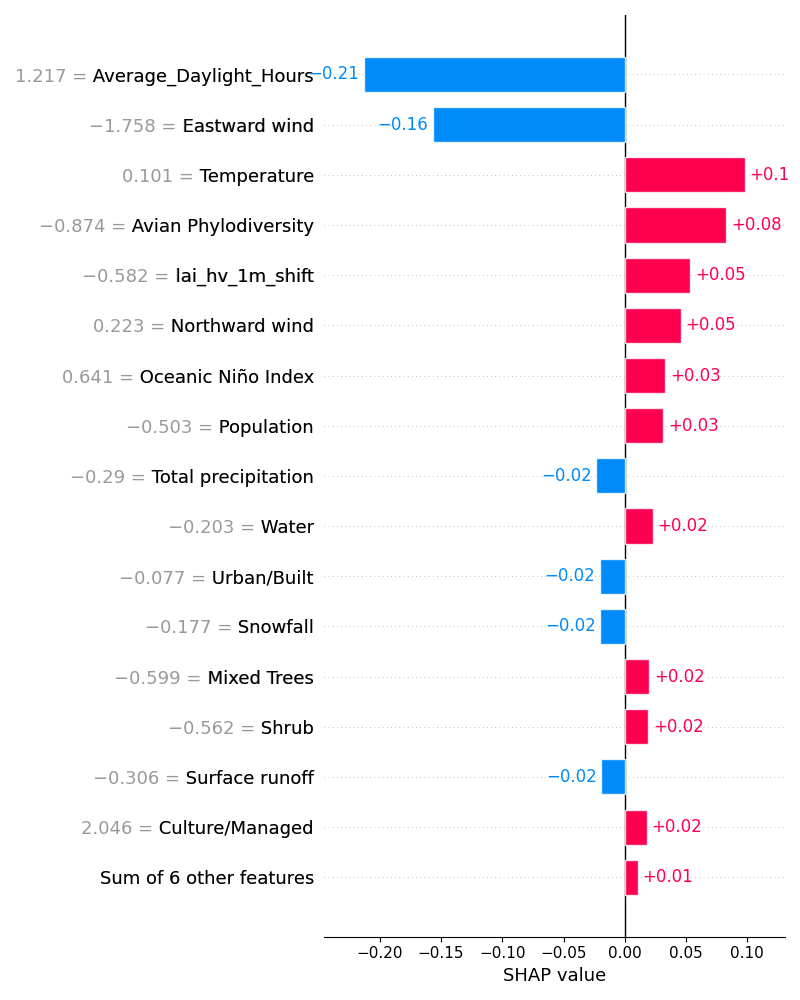 1.217 = Average_Daylight_Hours −0.21
−1.758 = Eastward wind −0.16
0.101 = Temperature +0.1
−0.874 = Avian Phylodiversity +0.08
−0.582 = lai_hv_1m_shift +0.05
0.223 = Northward wind +0.05
0.641 = Oceanic Niño Index +0.03
−0.503 = Population +0.03
−0.29 = Total precipitation −0.02
−0.203 = Water +0.02
−0.077 = Urban/Built −0.02
−0.177 = Snowfall −0.02
−0.599 = Mixed Trees +0.02
−0.562 = Shrub +0.02
−0.306 = Surface runoff −0.02
2.046 = Culture/Managed +0.02
Sum of 6 other features +0.01
−0.20 −0.15 −0.10 −0.05 0.00 0.05 0.10
SHAP value